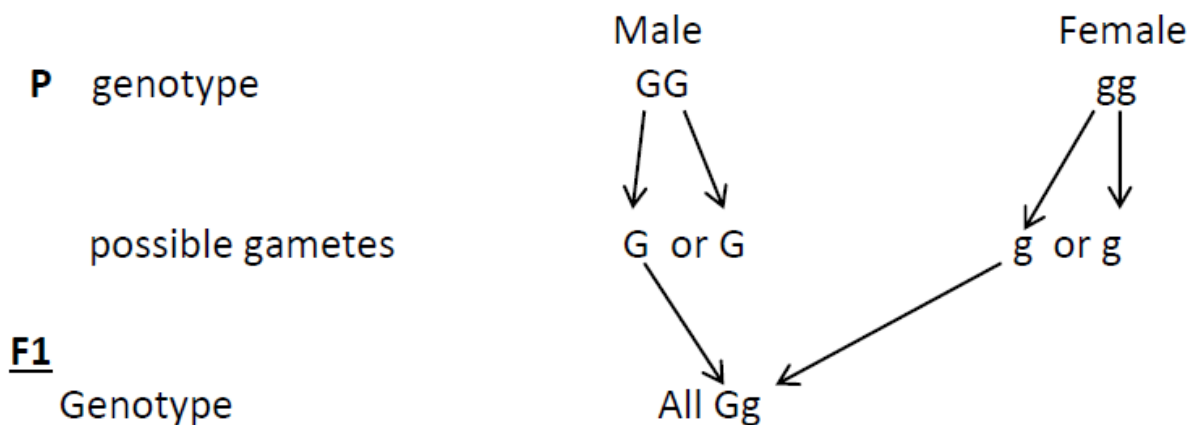 Male Female
P genotype GG gg
possible gametes G or G g or g
F1
Genotype All Gg